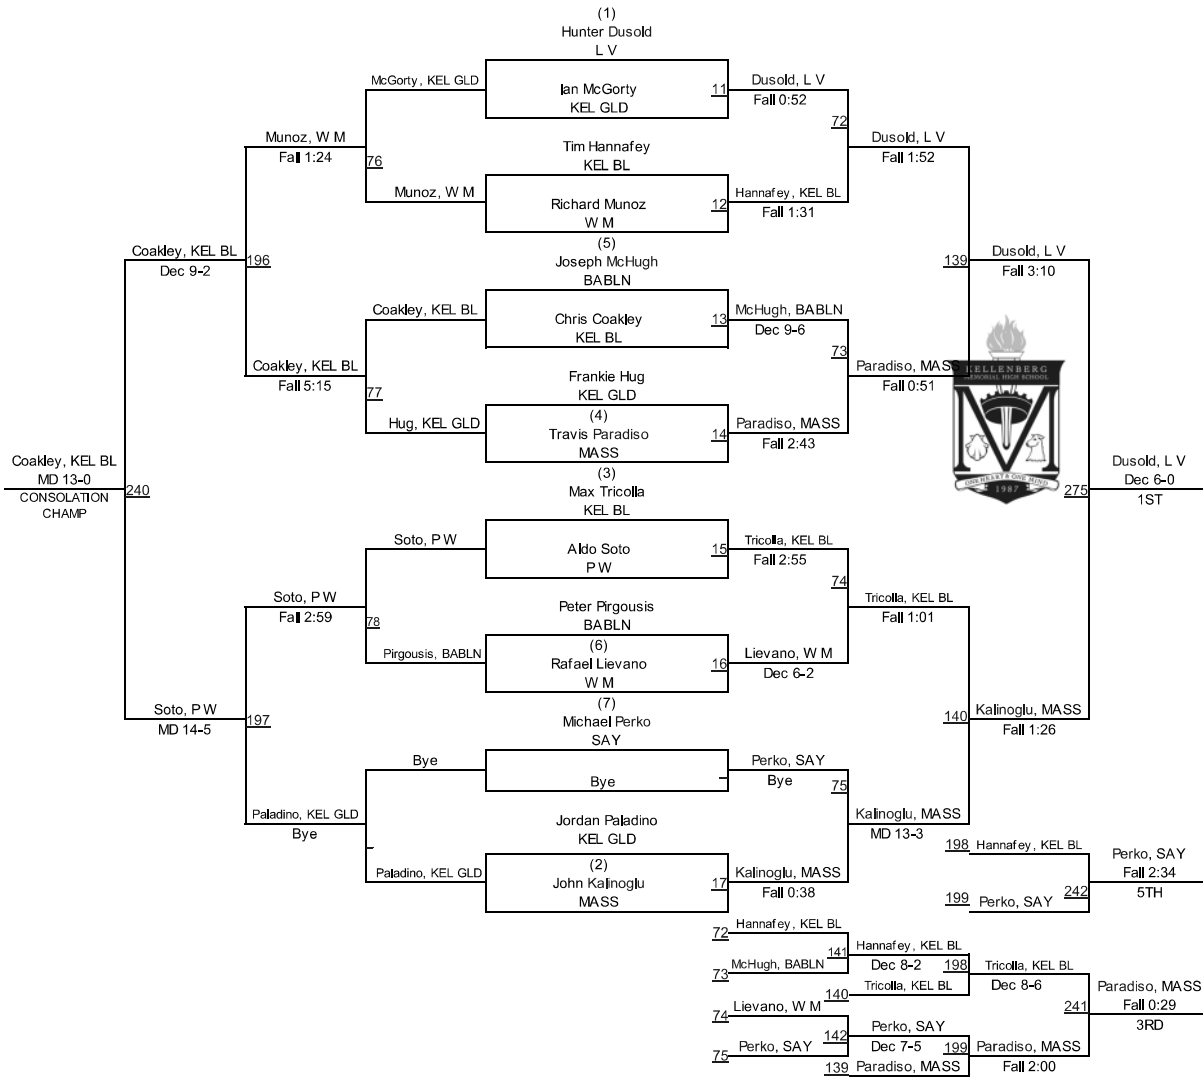 (1)
Hunter Dusold
L V
McGorty, KEL GLD
Ian McGorty
KEL GLD
11
Dusold, L V
Fall 0:52
72
Munoz, W M
Fall 1:24
76
Tim Hannafey
KEL BL
Dusold, L V
Fall 1:52
Munoz, W M
Richard Munoz
W M
12
Hannafey, KEL BL
Fall 1:31
Coakley, KEL BL
Dec 9-2
196
(5)
Joseph McHugh
BABLN
139
Dusold, L V
Fall 3:10
Coakley, KEL BL
Chris Coakley
KEL BL
13
McHugh, BABLN
Dec 9-6
73
Coakley, KEL BL
Fall 5:15
77
Frankie Hug
KEL GLD
Paradiso, MASS
Fall 0:51
KELLENBERG
MEMORIAL HIGH SCHOOL
Hug, KEL GLD
(4)
Travis Paradiso
MASS
14
Paradiso, MASS
Fall 2:43
Coakley, KEL BL
MD 13-0
CONSOLATION
CHAMP
240
(3)
Max Tricolla
KEL BL
ONE HEART & ONE MIND
1987
275
Dusold, L V
Dec 6-0
1ST
Soto, P W
Aldo Soto
P W
15
Tricolla, KEL BL
Fall 2:55
74
Soto, P W
Fall 2:59
78
Peter Pirgousis
BABLN
Tricolla, KEL BL
Fall 1:01
Pirgousis, BABLN
(6)
Rafael Lievano
W M
16
Lievano, W M
Dec 6-2
Soto, P W
MD 14-5
197
(7)
Michael Perko
SAY
140
Kalinoglu, MASS
Fall 1:26
Bye
Bye
Perko, SAY
Bye
75
Paladino, KEL GLD
Bye
Jordan Paladino
KEL GLD
Kalinoglu, MASS
MD 13-3
Paladino, KEL GLD
(2)
John Kalinoglu
MASS
17
Kalinoglu, MASS
Fall 0:38
198
Hannafey, KEL BL
199
Perko, SAY
242
Perko, SAY
Fall 2:34
5TH
72
Hannafey, KEL BL
73
McHugh, BABLN
141
Hannafey, KEL BL
Dec 8-2
140
Tricolla, KEL BL
198
Tricolla, KEL BL
Dec 8-6
74
Lievano, W M
75
Perko, SAY
142
Perko, SAY
Dec 7-5
139
Paradiso, MASS
199
Paradiso, MASS
Fall 2:00
241
Paradiso, MASS
Fall 0:29
3RD